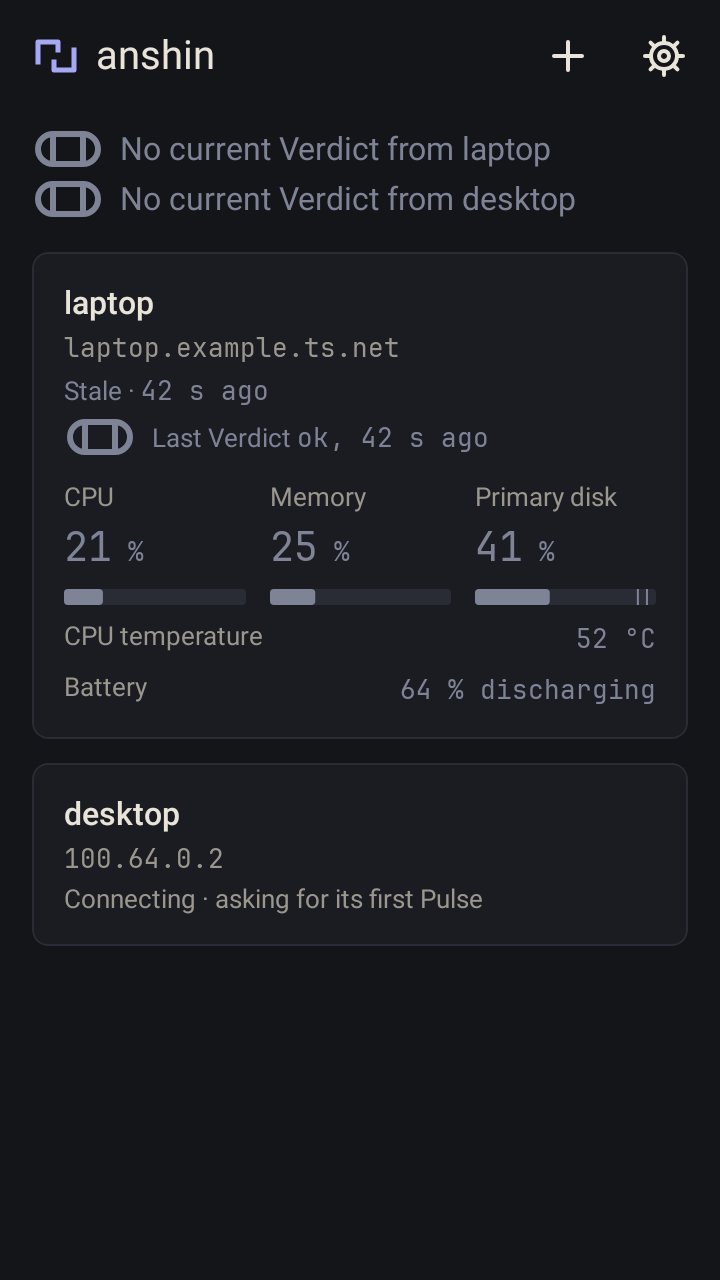 anshin
No current Verdict from laptop
No current Verdict from desktop
laptop
laptop.example.ts.net
Stale · 42 s ago
Last Verdict ok, 42 s ago
CPU Memory Primary disk
21 % 25 % 41 %
CPU temperature 52 °C
Battery 64 % discharging
desktop
100.64.0.2
Connecting · asking for its first Pulse